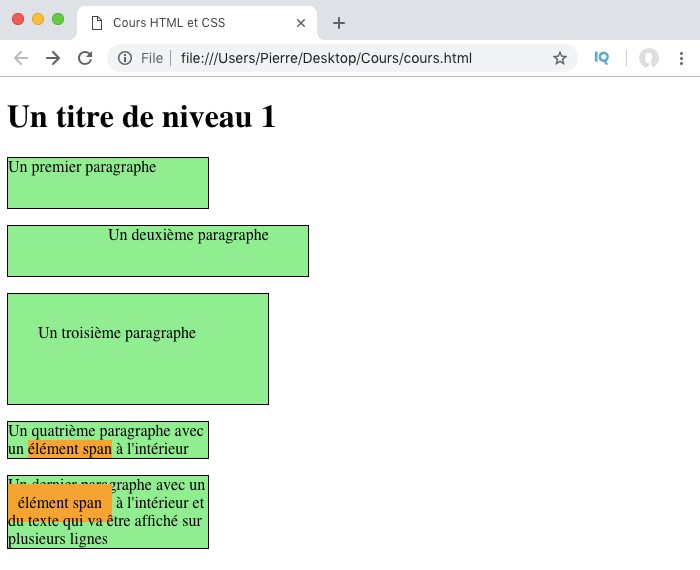 Cours HTML et CSS
File
file:///Users/Pierre/Desktop/Cours/cours.html
IQ
Un titre de niveau 1
Un premier paragraphe
Un deuxième paragraphe
Un troisième paragraphe
Un quatrième paragraphe avec
un élément span à l'intérieur
Un dernier paragraphe avec un
élément span à l'intérieur et
du texte qui va être affiché sur
plusieurs lignes